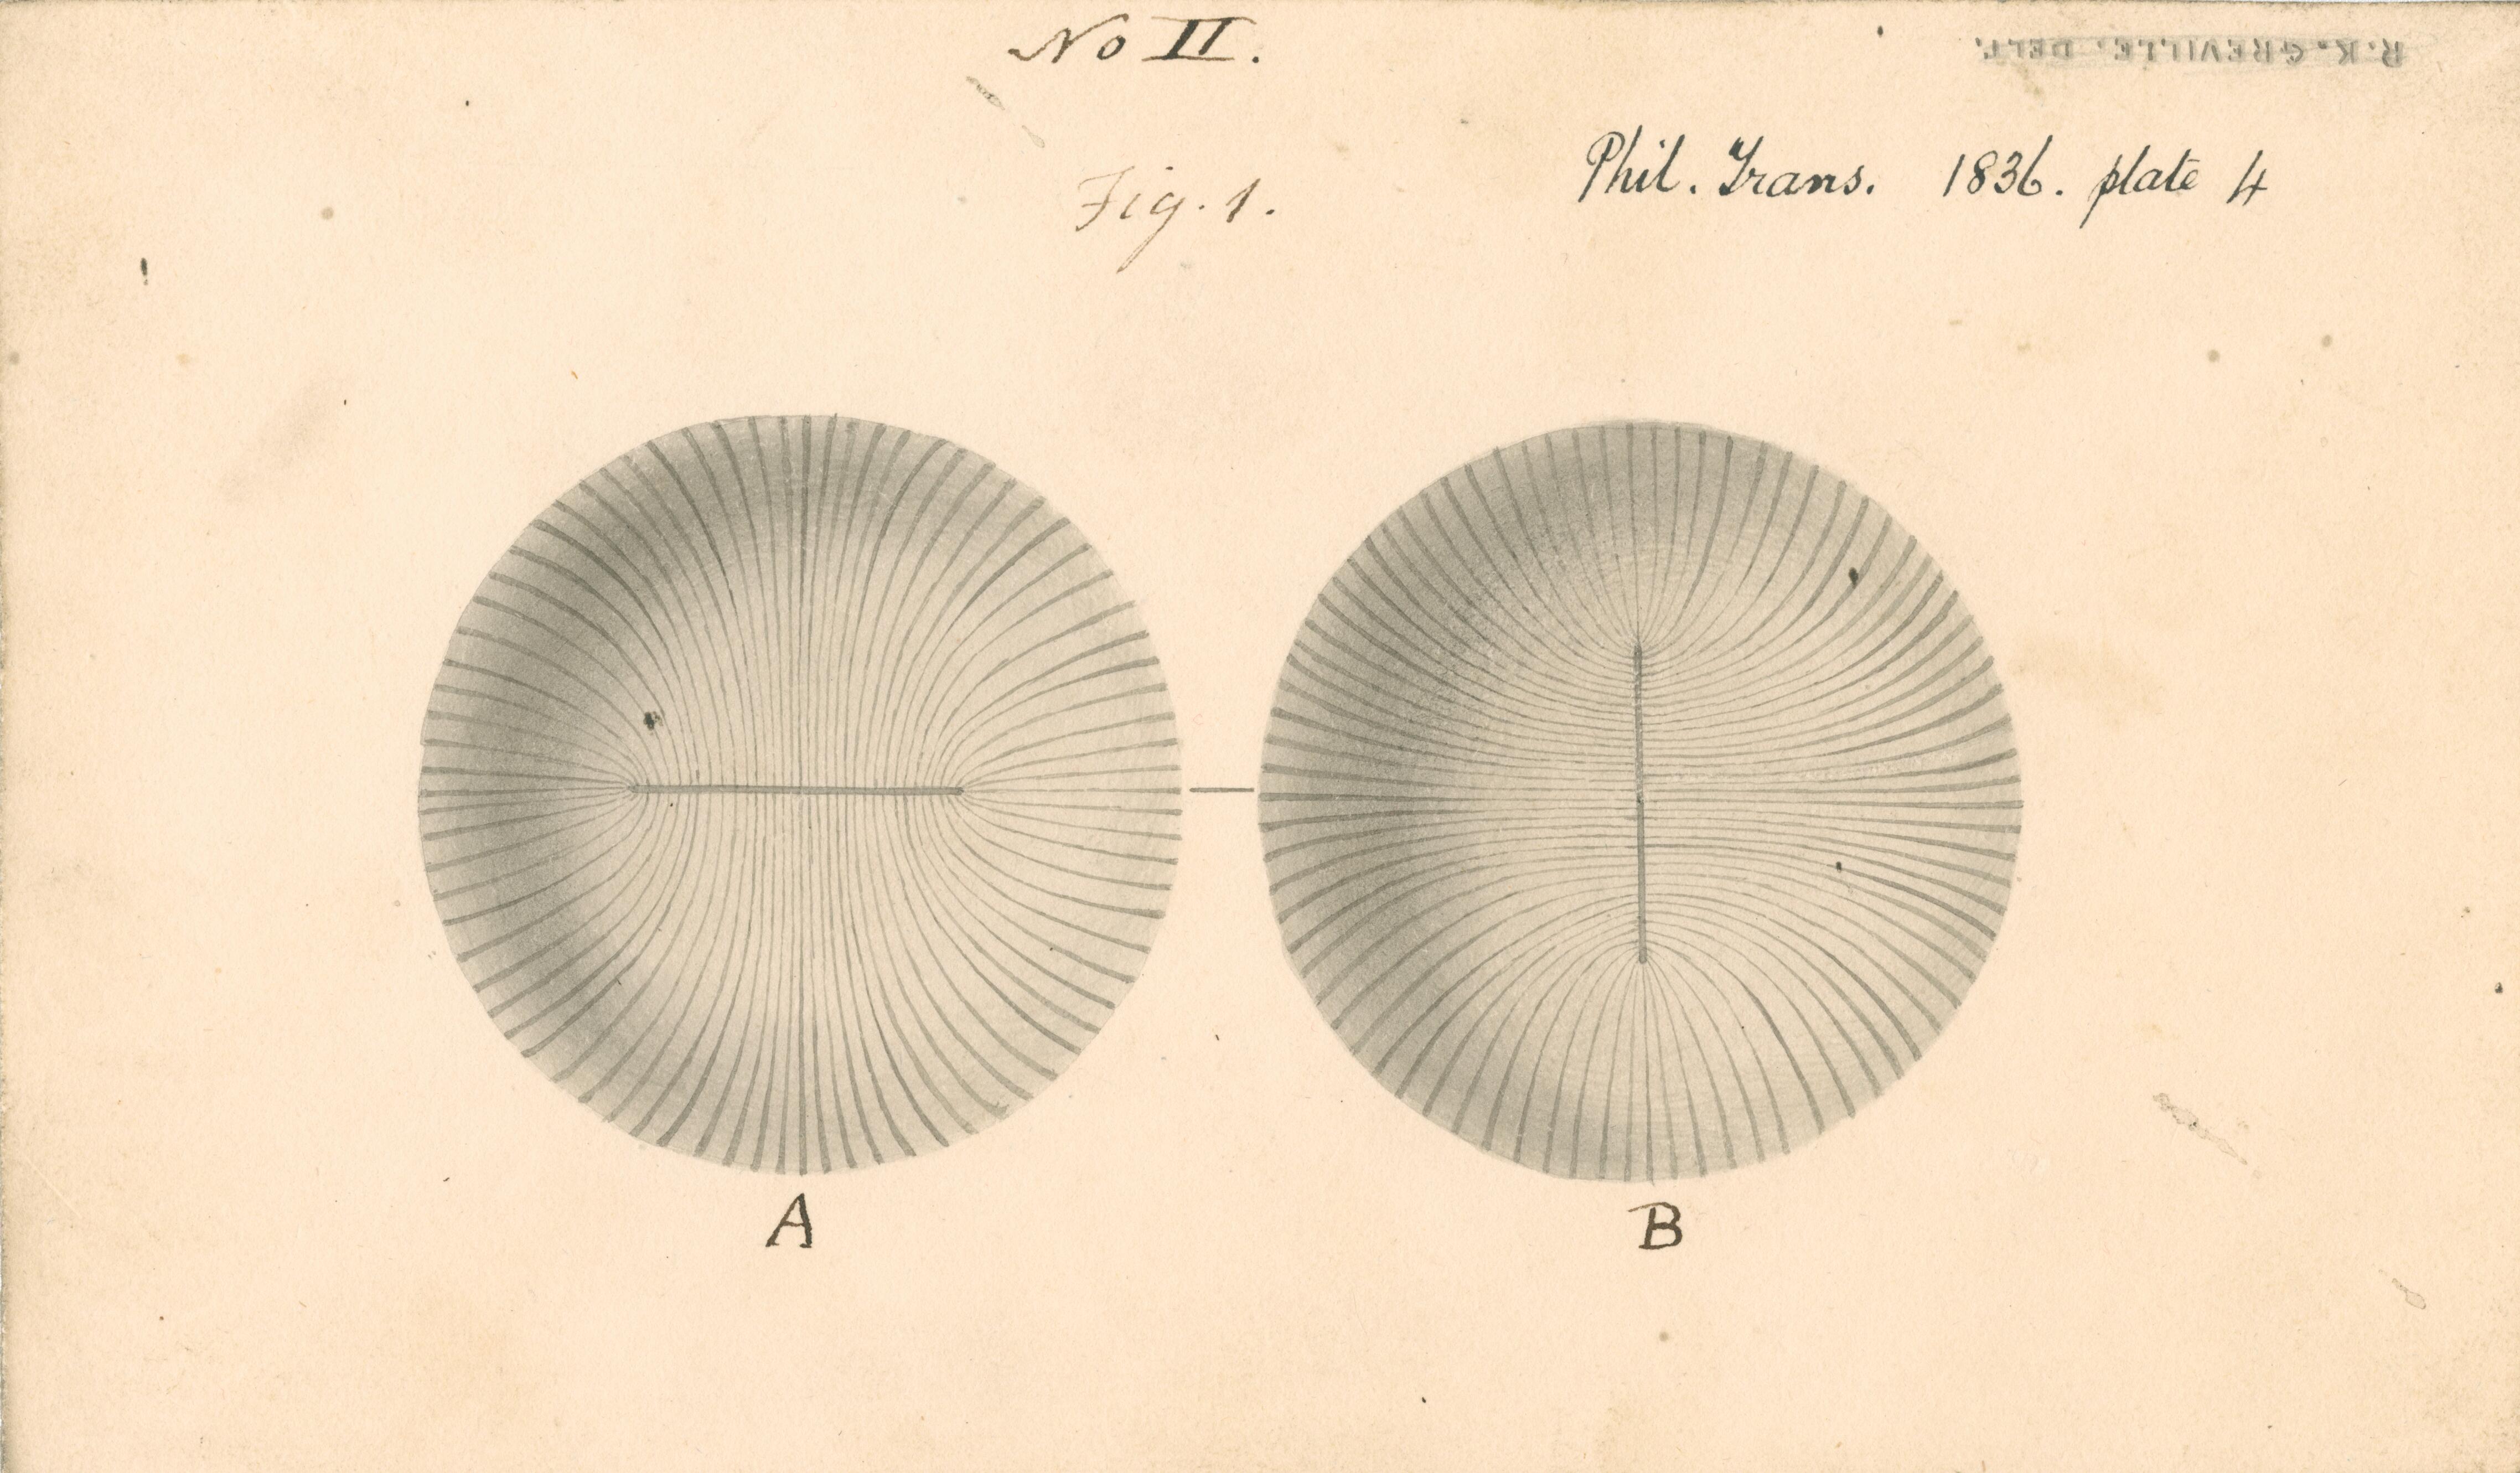 No II.
R.K. GREVILLE. DELT.
Phil. Trans. 1836. plate 4
Fig. 1.
A
B